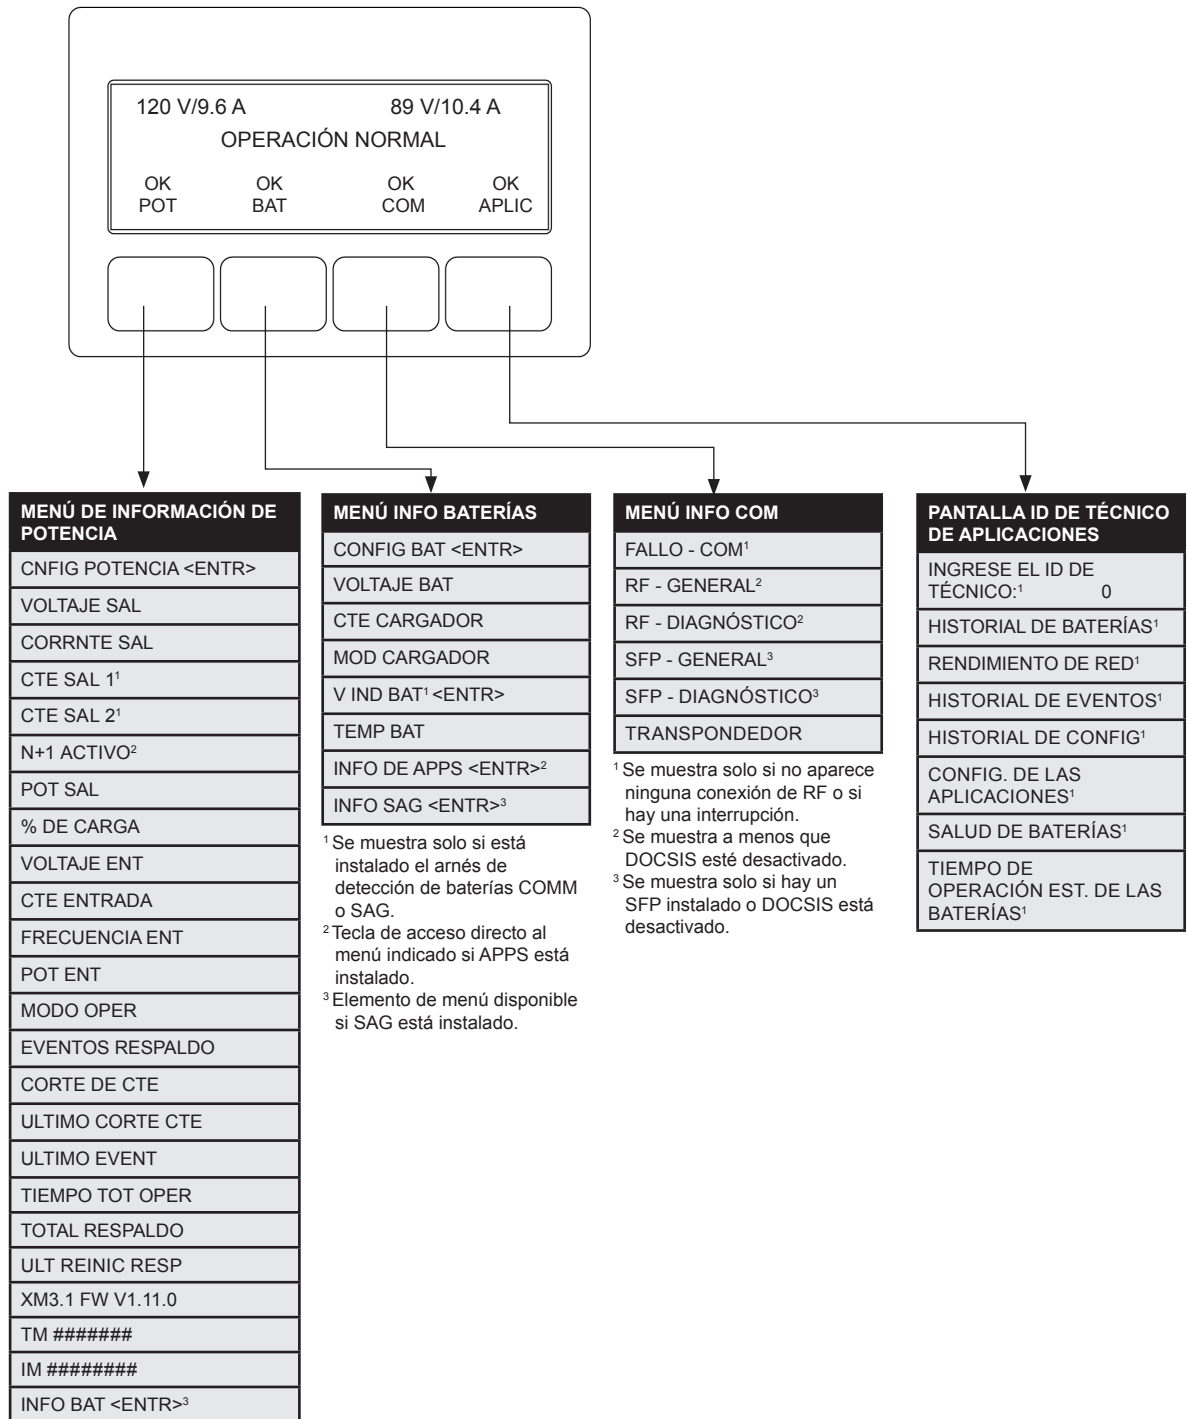 120 V/9.6 A 89 V/10.4 A
OPERACIÓN NORMAL
OK OK OK OK
POT BAT COM APLIC
MENÚ DE INFORMACIÓN DE
POTENCIA
CNFIG POTENCIA <ENTR>
VOLTAJE SAL
CORRNTE SAL
CTE SAL 1¹
CTE SAL 2¹
N+1 ACTIVO²
POT SAL
% DE CARGA
VOLTAJE ENT
CTE ENTRADA
FRECUENCIA ENT
POT ENT
MODO OPER
EVENTOS RESPALDO
CORTE DE CTE
ULTIMO CORTE CTE
ULTIMO EVENT
TIEMPO TOT OPER
TOTAL RESPALDO
ULT REINIC RESP
XM3.1 FW V1.11.0
TM #######
IM ########
INFO BAT <ENTR>³
MENÚ INFO BATERÍAS
CONFIG BAT <ENTR>
VOLTAJE BAT
CTE CARGADOR
MOD CARGADOR
V IND BAT¹ <ENTR>
TEMP BAT
INFO DE APPS <ENTR>²
INFO SAG <ENTR>³
¹ Se muestra solo si está
instalado el arnés de
detección de baterías COMM
o SAG.
² Tecla de acceso directo al
menú indicado si APPS está
instalado.
³ Elemento de menú disponible
si SAG está instalado.
MENÚ INFO COM
FALLO - COM¹
RF - GENERAL²
RF - DIAGNÓSTICO²
SFP - GENERAL³
SFP - DIAGNÓSTICO³
TRANSPONDEDOR
¹ Se muestra solo si no aparece
ninguna conexión de RF o si
hay una interrupción.
² Se muestra a menos que
DOCSIS esté desactivado.
³ Se muestra solo si hay un
SFP instalado o DOCSIS está
desactivado.
PANTALLA ID DE TÉCNICO
DE APLICACIONES
INGRESE EL ID DE
TÉCNICO:¹ 0
HISTORIAL DE BATERÍAS¹
RENDIMIENTO DE RED¹
HISTORIAL DE EVENTOS¹
HISTORIAL DE CONFIG¹
CONFIG. DE LAS
APLICACIONES¹
SALUD DE BATERÍAS¹
TIEMPO DE
OPERACIÓN EST. DE LAS
BATERÍAS¹